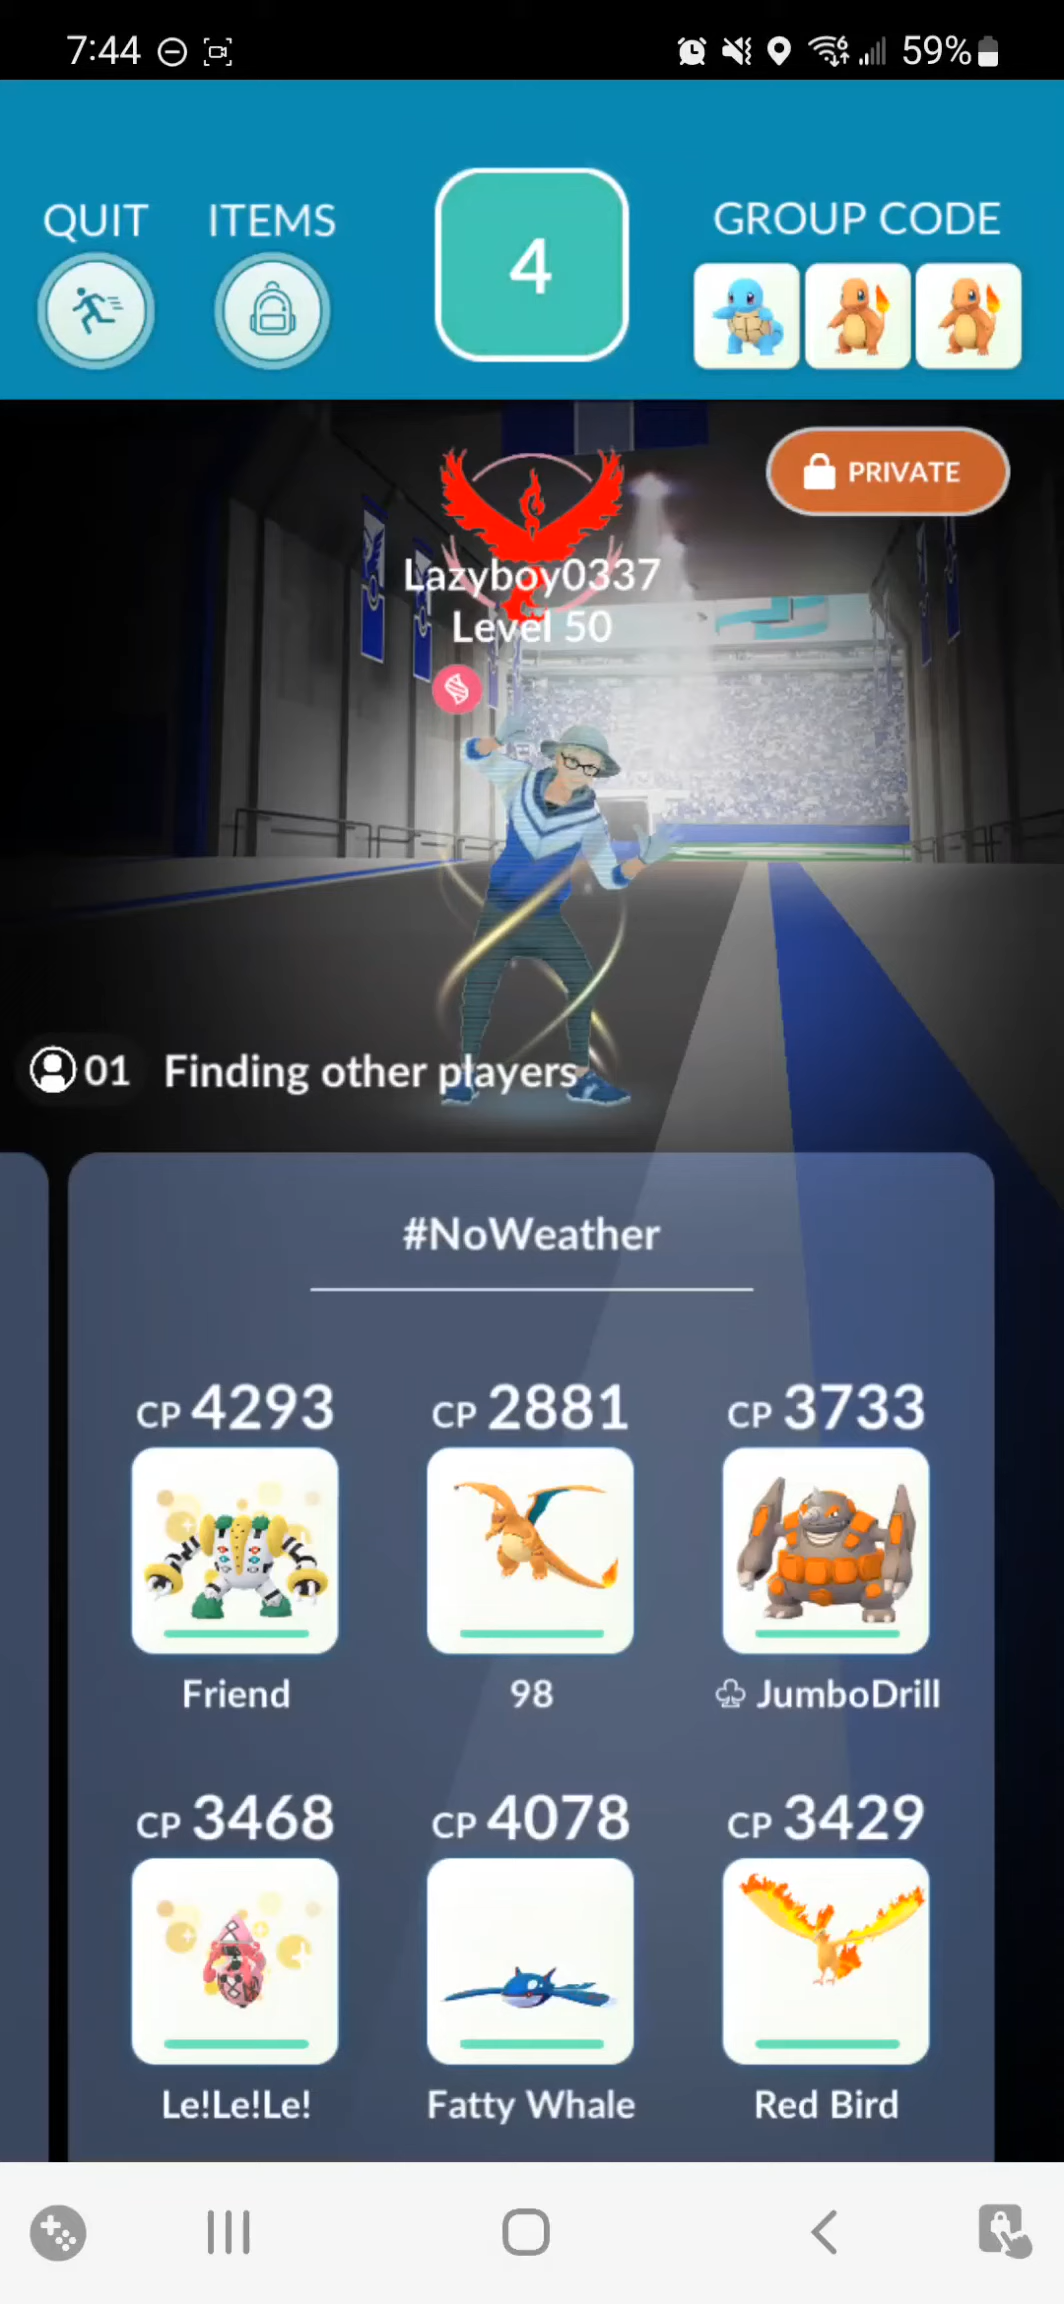 7:44
59%
QUIT
ITEMS
4
GROUP CODE
PRIVATE
Lazyboy0337
Level 50
01 Finding other players
#NoWeather
CP 4293
CP 2881
CP 3733
Friend
98
JumboDrill
CP 3468
CP 4078
CP 3429
Le!Le!Le!
Fatty Whale
Red Bird